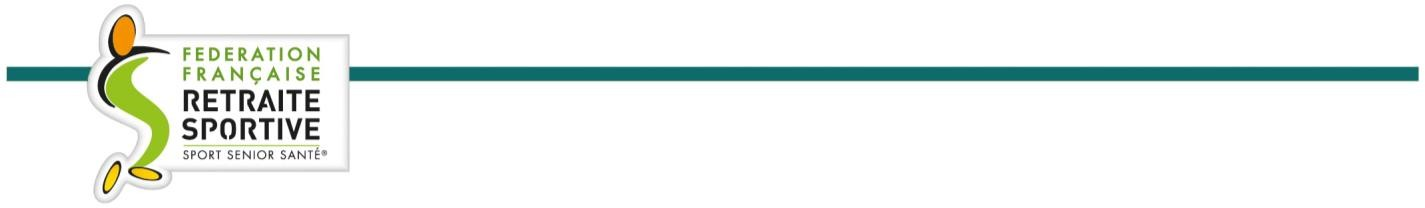 FEDERATION
FRANÇAISE
RETRAITE
SPORTIVE
SPORT SENIOR SANTÉ®